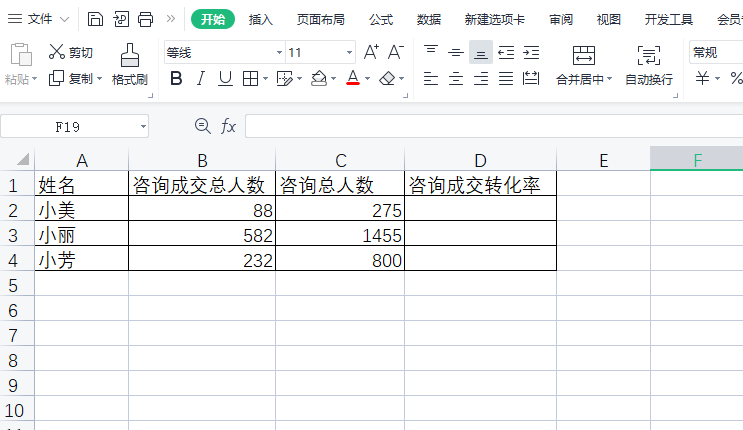 文件 开始 插入 页面布局 公式 数据 新建选项卡 审阅 视图 开发工具 会员
剪切 等线 11 A+ A- 常规
粘贴 复制 格式刷 B I U A 合并居中 自动换行 ¥ %
F19 fx
A B C D E F
1 姓名 咨询成交总人数 咨询总人数 咨询成交转化率
2 小美 88 275
3 小丽 582 1455
4 小芳 232 800
5
6
7
8
9
10